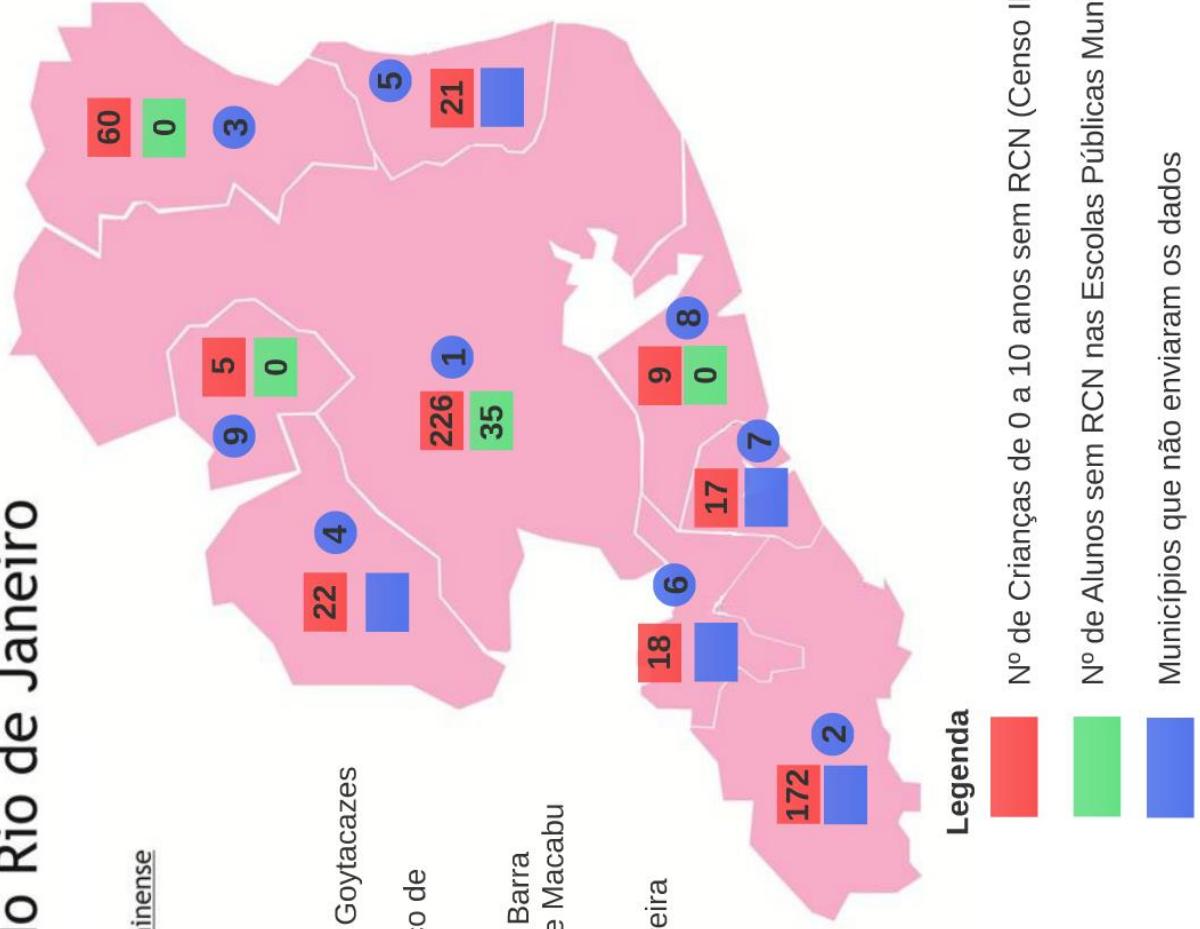 lo Rio de Janeiro
inense
Goytacazes
o de
Barra
e Macabu
eira
60
0
3
5
0
9
22
4
226
35
1
5
21
18
6
9
0
8
17
7
172
2
Legenda
Nº de Crianças de 0 a 10 anos sem RCN (Censo I
Nº de Alunos sem RCN nas Escolas Públicas Mun
Municípios que não enviaram os dados